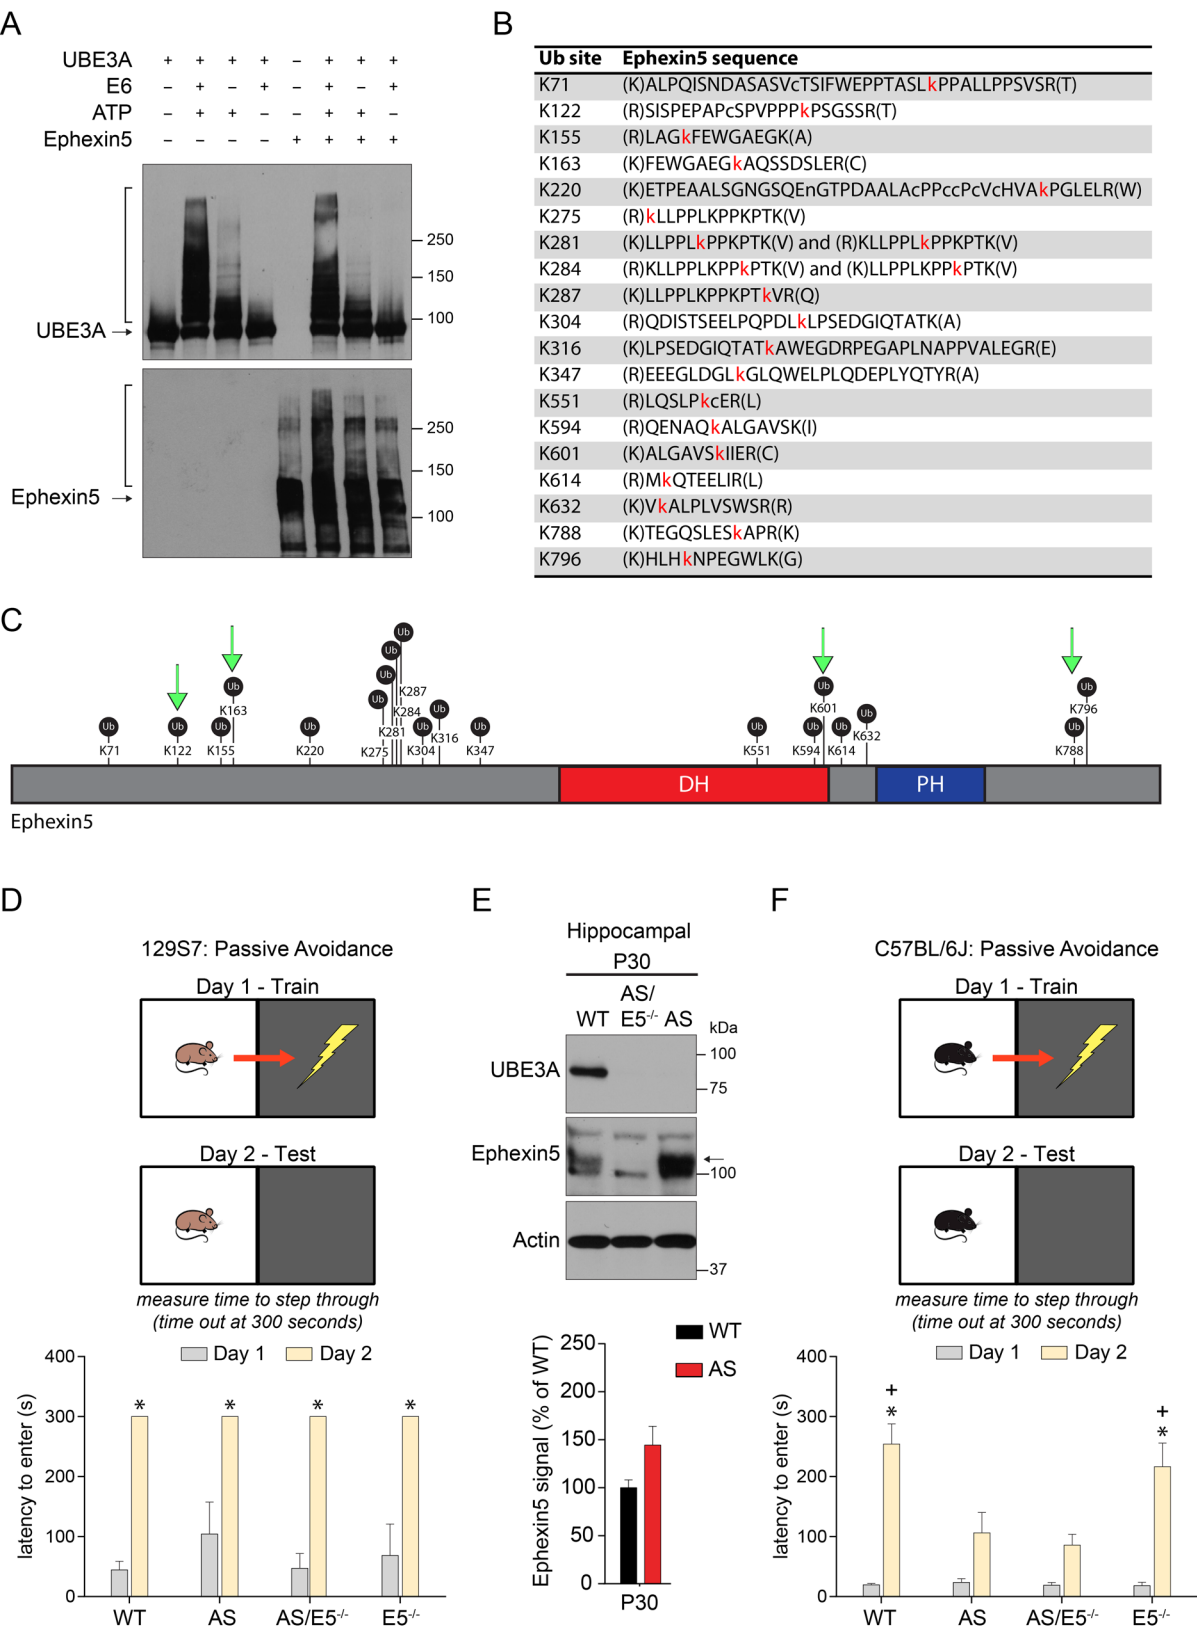 A
UBE3A + + + + – + + +
E6 – + – + – + – +
ATP – + + – – + + –
Ephexin5 – – – – + + + +
250
150
100
UBE3A
250
150
100
Ephexin5
B
Ub site Ephexin5 sequence
K71 (K)ALPQISNDASASVcTSIFWEPPTASLkPPALLPPSVSR(T)
K122 (R)SISPEPAPcSPVPPPkPSGSSR(T)
K155 (R)LAGkFEWGAEGK(A)
K163 (K)FEWGAEGkAQSSDSLER(C)
K220 (K)ETPEAALSGNGSQEnGTPDAALAcPPccPcVcHVAkPGLELR(W)
K275 (R)kLLPPLKPPKPTK(V)
K281 (K)LLPPLkPPKPTK(V) and (R)KLLPPLkPPKPTK(V)
K284 (R)KLLPPLKPPkPTK(V) and (K)LLPPLKPPkPTK(V)
K287 (K)LLPPLKPPKPTkVR(Q)
K304 (R)QDISTSEELPQPDLkLPSEDGIQTATK(A)
K316 (K)LPSEDGIQTATkAWEGDRPEGAPLNAPPVALEGR(E)
K347 (R)EEEGLDGLkGLQWELPLQDEPLYQTYR(A)
K551 (R)LQSLPkcER(L)
K594 (R)QENAQkALGAVSK(I)
K601 (K)ALGAVSkIIER(C)
K614 (R)MkQTEELIR(L)
K632 (K)VkALPLVSWSR(R)
K788 (K)TEGQSLESkAPR(K)
K796 (K)HLHkNPEGWLK(G)
C
Ub Ub Ub Ub Ub Ub Ub Ub Ub Ub Ub Ub Ub Ub Ub Ub Ub Ub Ub
K71 K122 K155 K163 K220 K275 K281 K284 K287 K304 K316 K347 K551 K594 K601 K614 K632 K788 K796
DH PH
Ephexin5
D
129S7: Passive Avoidance
Day 1 - Train
Day 2 - Test
measure time to step through
(time out at 300 seconds)
Day 1 Day 2
latency to enter (s)
400
300
200
100
0
* * * *
WT AS AS/E5-/- E5-/-
E
Hippocampal
P30
AS/
WT E5-/- AS
kDa
UBE3A
100
75
Ephexin5
100
Actin
37
WT
AS
Ephexin5 signal (% of WT)
250
200
150
100
50
0
P30
F
C57BL/6J: Passive Avoidance
Day 1 - Train
Day 2 - Test
measure time to step through
(time out at 300 seconds)
Day 1 Day 2
latency to enter (s)
400
300
200
100
0
+ +
* *
WT AS AS/E5-/- E5-/-